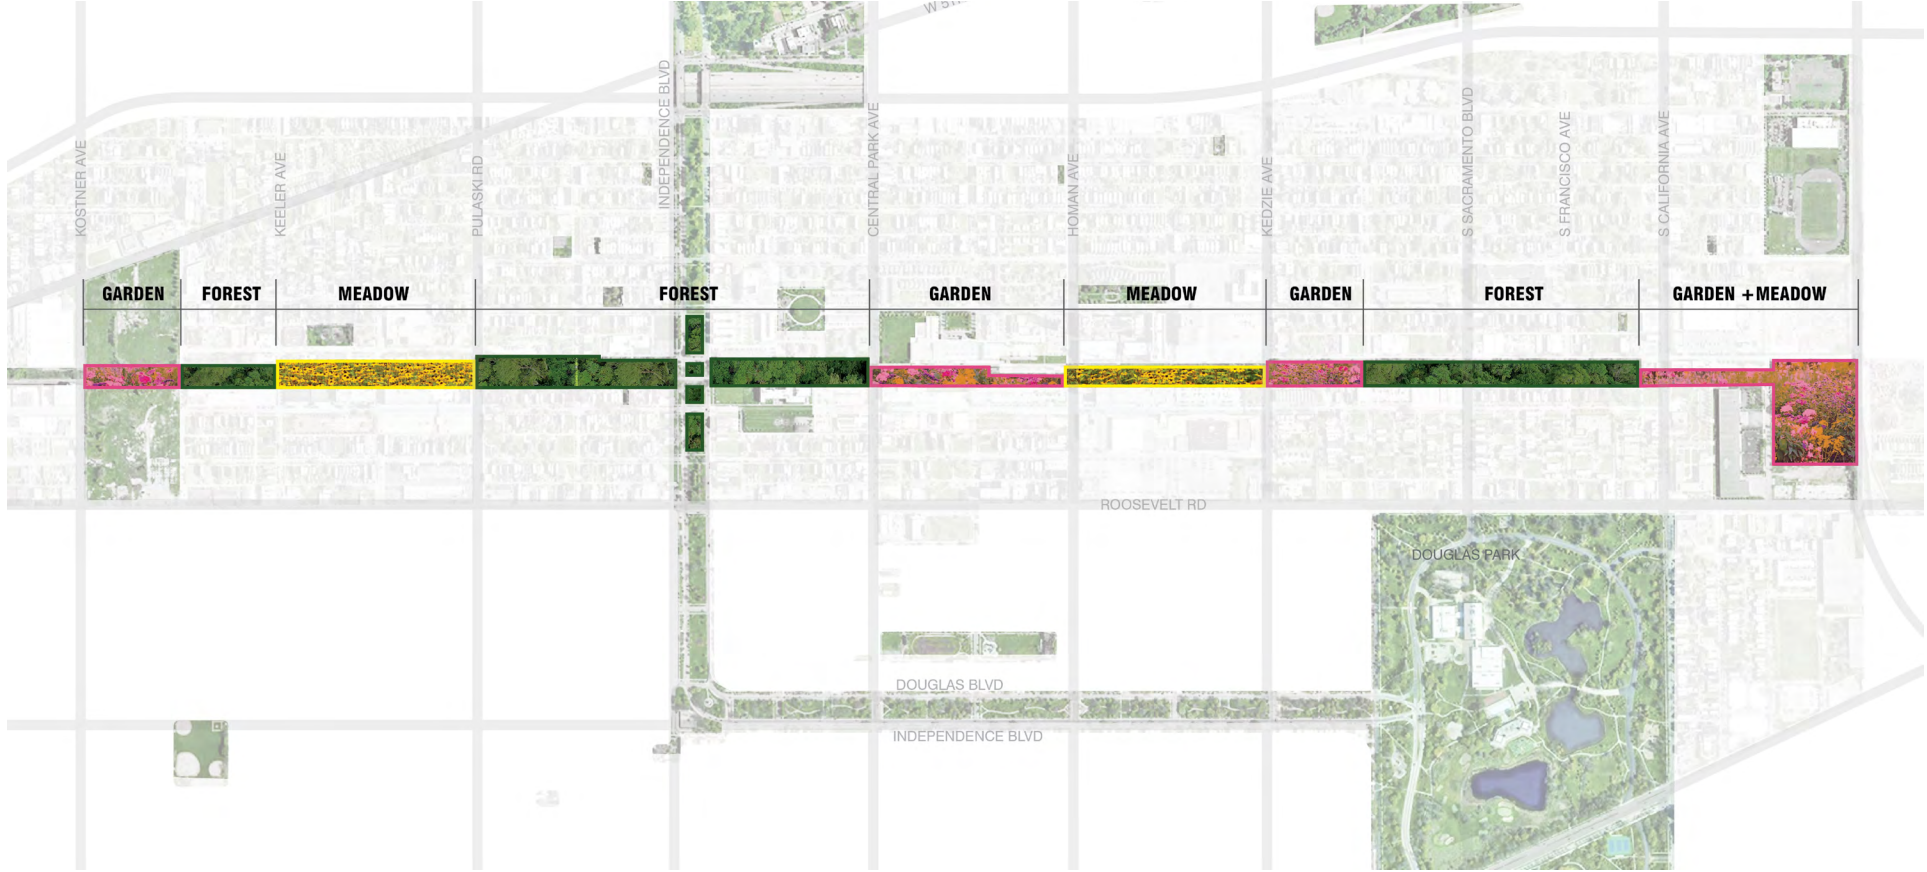 W 5TH
KOSTNER AVE
KEELER AVE
PULASKI RD
INDEPENDENCE BLVD
CENTRAL PARK AVE
HOMAN AVE
KEDZIE AVE
S SACRAMENTO BLVD
S FRANCISCO AVE
S CALIFORNIA AVE
GARDEN
FOREST
MEADOW
FOREST
GARDEN
MEADOW
GARDEN
FOREST
GARDEN + MEADOW
ROOSEVELT RD
DOUGLAS PARK
DOUGLAS BLVD
INDEPENDENCE BLVD